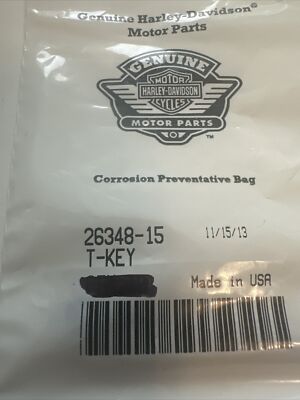 Genuine Harley-Davidson®
Motor Parts
GENUINE
MOTOR
HARLEY-DAVIDSON
CYCLES
MOTOR PARTS
™
Corrosion Preventative Bag
26348-15 11/15/13
T-KEY
Made in USA